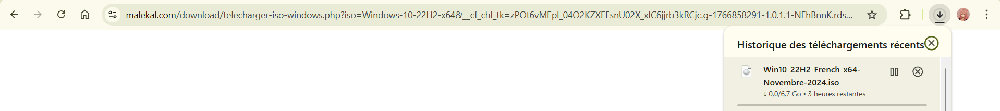 malekal.com/download/telecharger-iso-windows.php?iso=Windows-10-22H2-x64&__cf_chl_tk=zPOt6vMEpl_04O2KZXEEsnU02X_xIC6jjrb3kRCjc.g-1766858291-1.0.1.1-NEhBnnK.rds...
Historique des téléchargements récents
Win10_22H2_French_x64-
Novembre-2024.iso
↓ 0,0/6,7 Go • 3 heures restantes